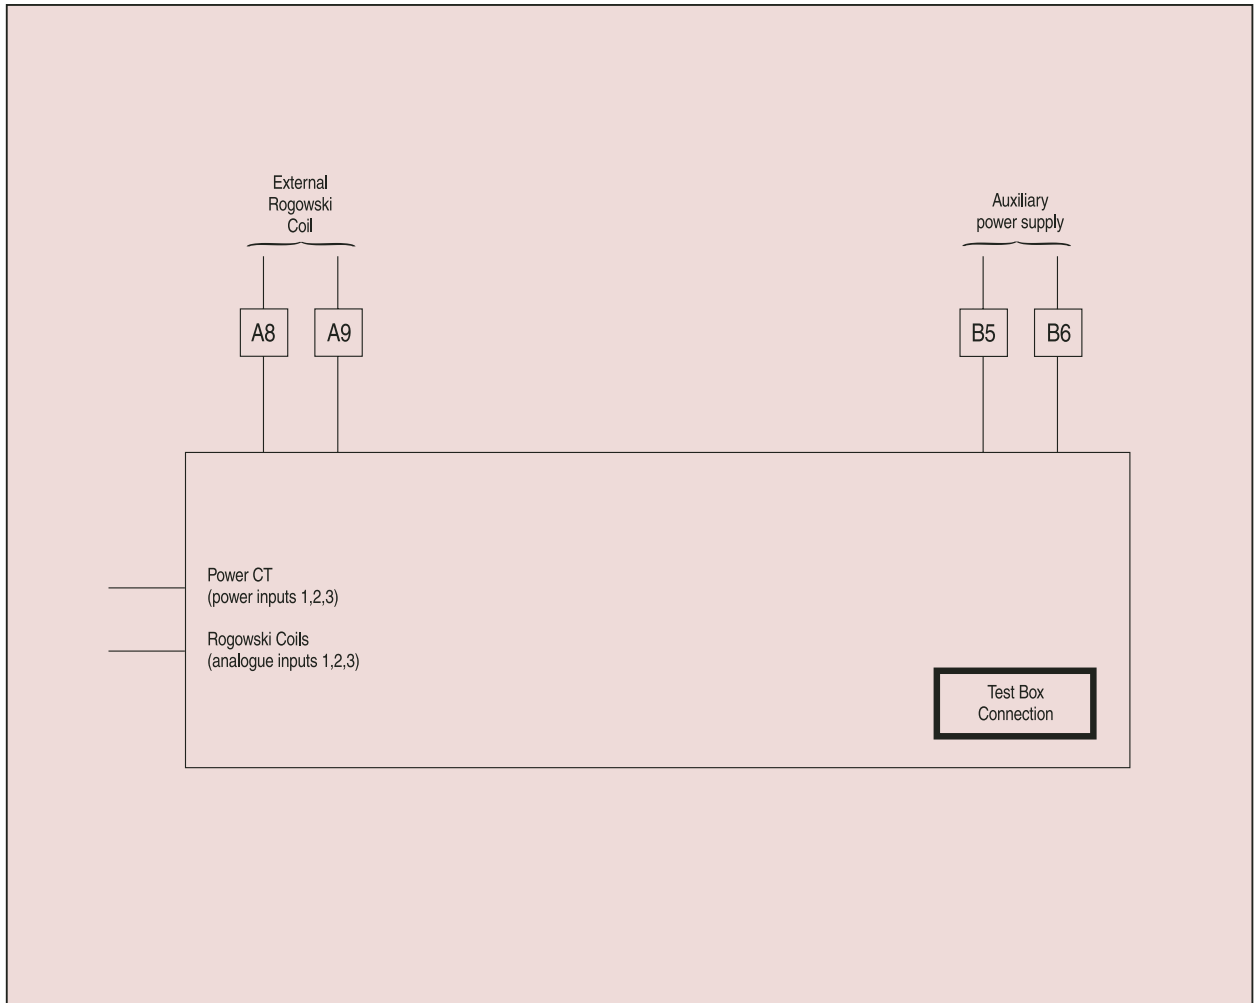 External
Rogowski
Coil
Auxiliary
power supply
A8
A9
B5
B6
Power CT
(power inputs 1,2,3)
Rogowski Coils
(analogue inputs 1,2,3)
Test Box
Connection